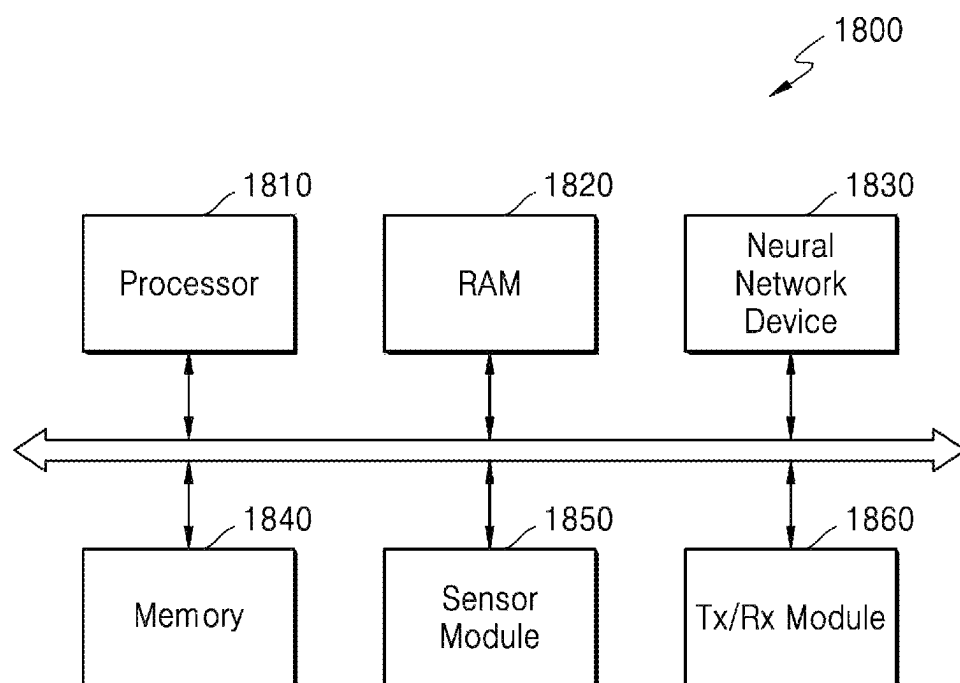 1800
1810
1820
1830
Processor
RAM
Neural
Network
Device
1840
1850
1860
Memory
Sensor
Module
Tx/Rx Module